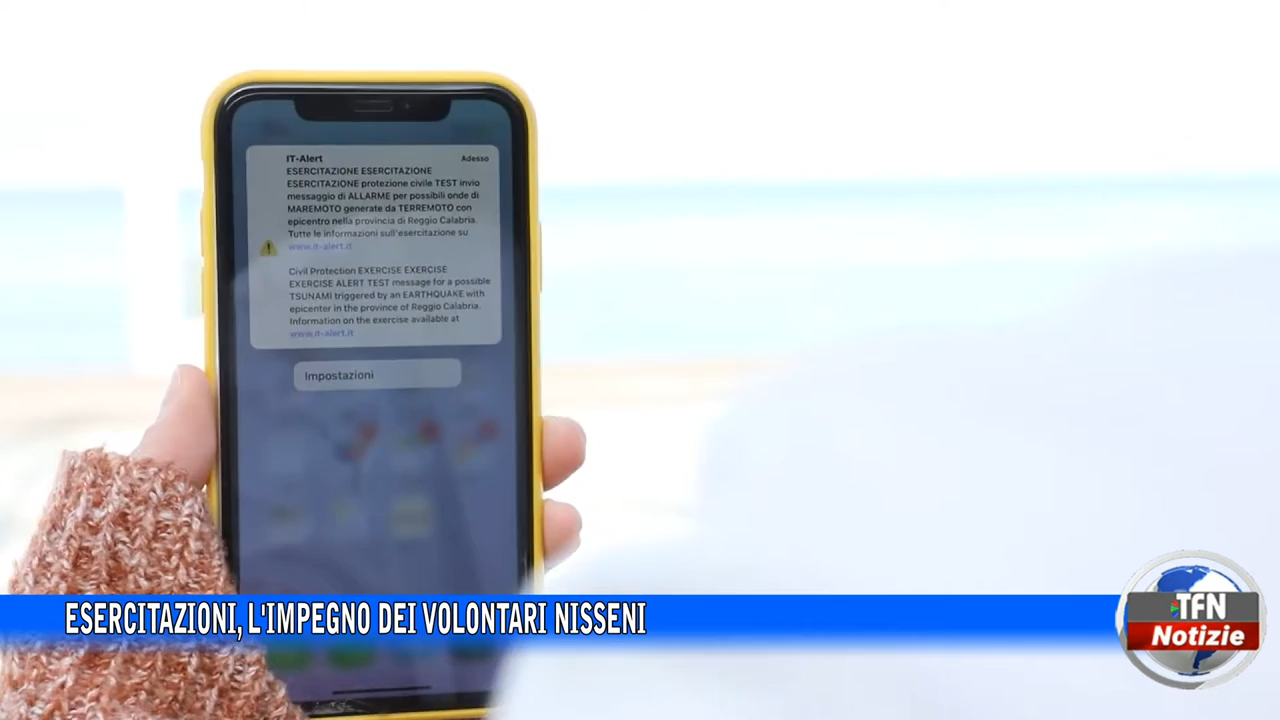 IT-Alert
Adesso
ESERCITAZIONE ESERCITAZIONE
ESERCITAZIONE protezione civile TEST invio
messaggio di ALLARME per possibili onde di
MAREMOTO generate da TERREMOTO con
epicentro nella provincia di Reggio Calabria.
Tutte le informazioni sull'esercitazione su
www.it-alert.it
Civil Protection EXERCISE EXERCISE
EXERCISE ALERT TEST message for a possible
TSUNAMI triggered by an EARTHQUAKE with
epicenter in the province of Reggio Calabria.
Information on the exercise available at
www.it-alert.it
Impostazioni
ESERCITAZIONI, L'IMPEGNO DEI VOLONTARI NISSENI
TFN
Notizie